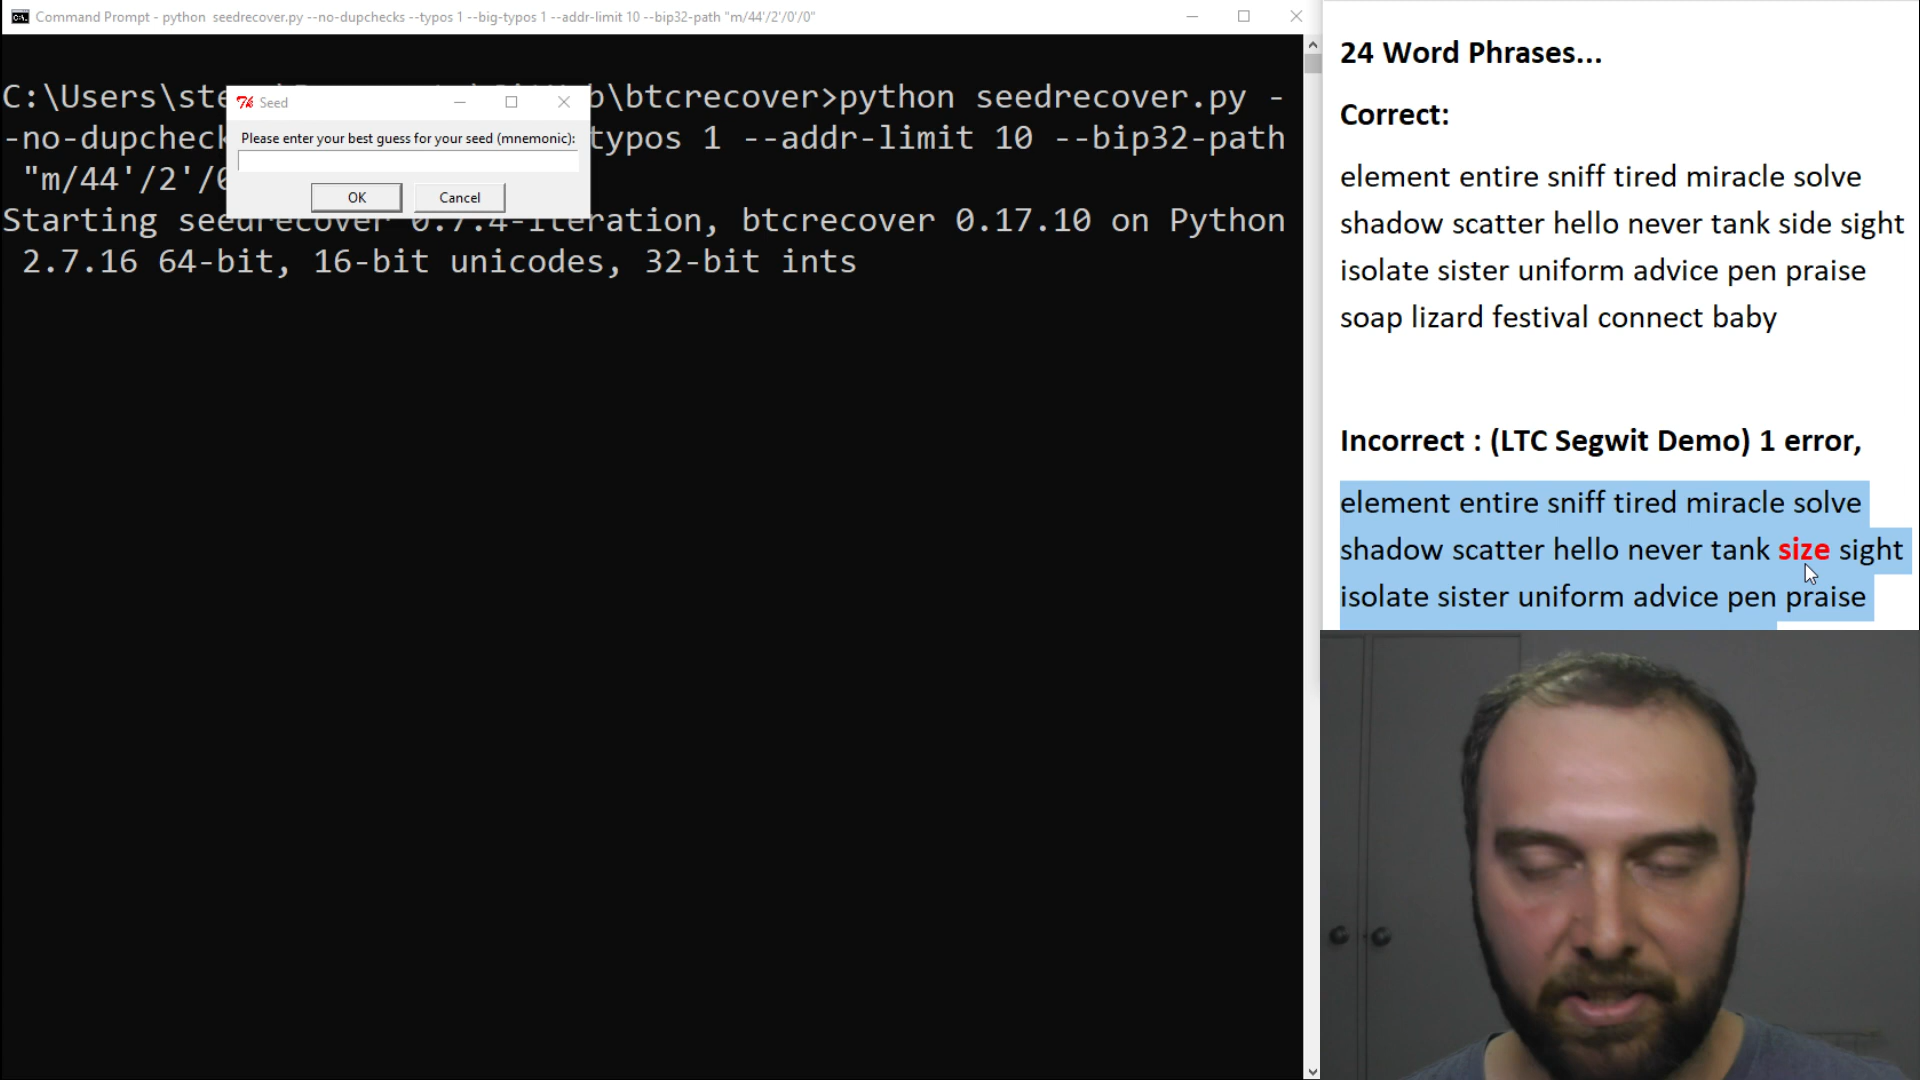 Command Prompt - python  seedrecover.py --no-dupchecks --typos 1 --big-typos 1 --addr-limit 10 --bip32-path "m/44'/2'/0'/0"
C:\Users\ste b\btcrecover>python seedrecover.py -
-no-dupcheck typos 1 --addr-limit 10 --bip32-path
"m/44'/2'/0
Starting seedrecover 0.7.4-iteration, btcrecover 0.17.10 on Python
2.7.16 64-bit, 16-bit unicodes, 32-bit ints
Seed
Please enter your best guess for your seed (mnemonic):
OK Cancel
24 Word Phrases...
Correct:
element entire sniff tired miracle solve
shadow scatter hello never tank side sight
isolate sister uniform advice pen praise
soap lizard festival connect baby
Incorrect : (LTC Segwit Demo) 1 error,
element entire sniff tired miracle solve
shadow scatter hello never tank size sight
isolate sister uniform advice pen praise